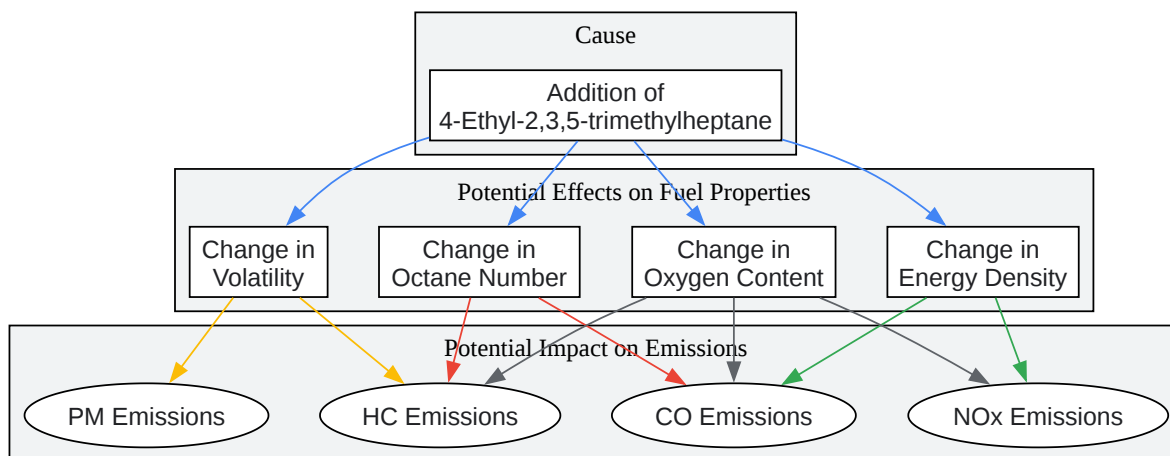 Cause
Addition of
4-Ethyl-2,3,5-trimethylheptane
Potential Effects on Fuel Properties
Change in
Volatility
Change in
Octane Number
Change in
Oxygen Content
Change in
Energy Density
Potential Impact on Emissions
PM Emissions
HC Emissions
CO Emissions
NOx Emissions